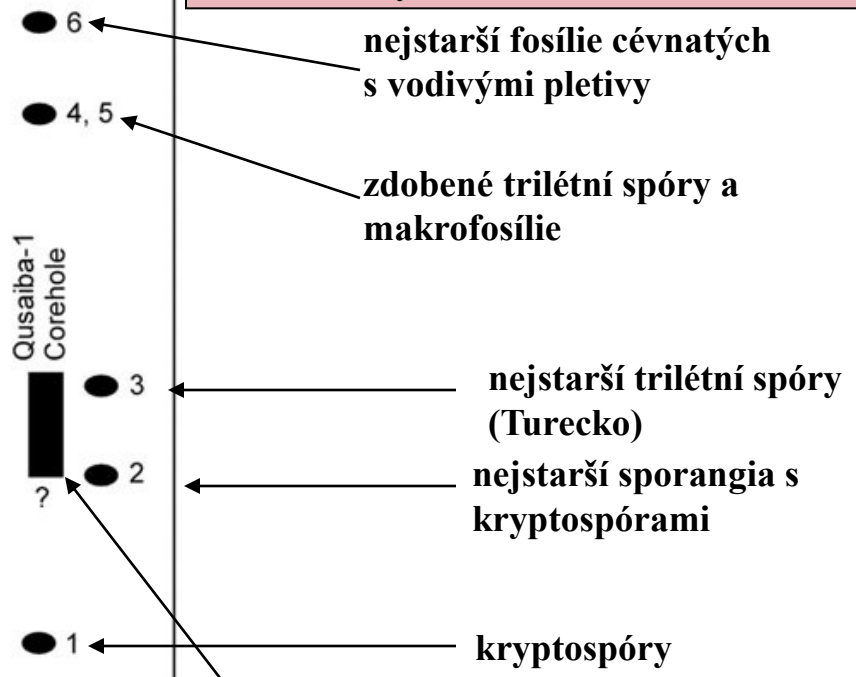 6
nejstarší fosílie cévnatých
s vodivými pletivy
4, 5
zdobené trilétní spóry a
makrofosílie
Qusaiba-1
Corehole
3
nejstarší trilétní spóry
(Turecko)
2
nejstarší sporangia s
kryptospórami
?
1
kryptospóry